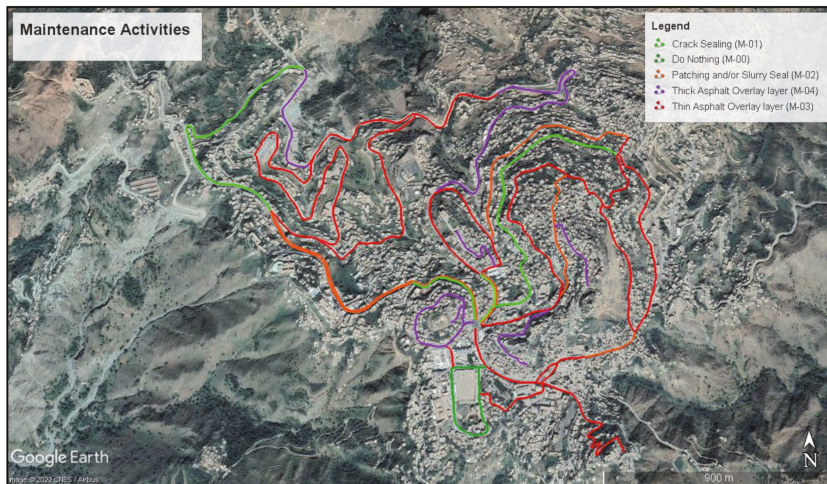 Maintenance Activities
Legend
Crack Sealing (M-01)
Do Nothing (M-00)
Patching and/or Slurry Seal (M-02)
Thick Asphalt Overlay layer (M-04)
Thin Asphalt Overlay layer (M-03)
Google Earth
Image © 2022 CNES / Airbus
N
900 m